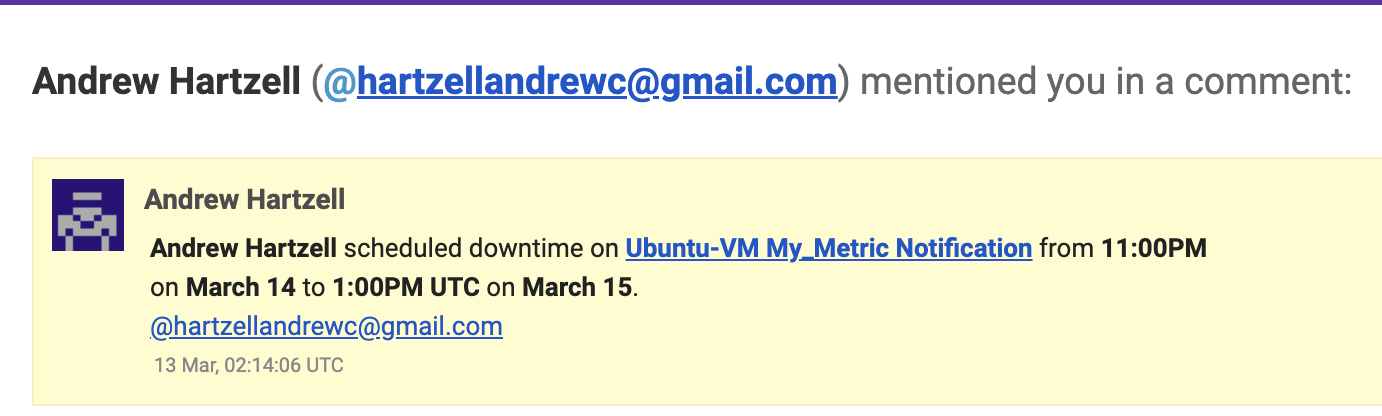 Andrew Hartzell (@hartzellandrewc@gmail.com) mentioned you in a comment:
Andrew Hartzell
Andrew Hartzell scheduled downtime on Ubuntu-VM My_Metric Notification from 11:00PM
on March 14 to 1:00PM UTC on March 15.
@hartzellandrewc@gmail.com
13 Mar, 02:14:06 UTC